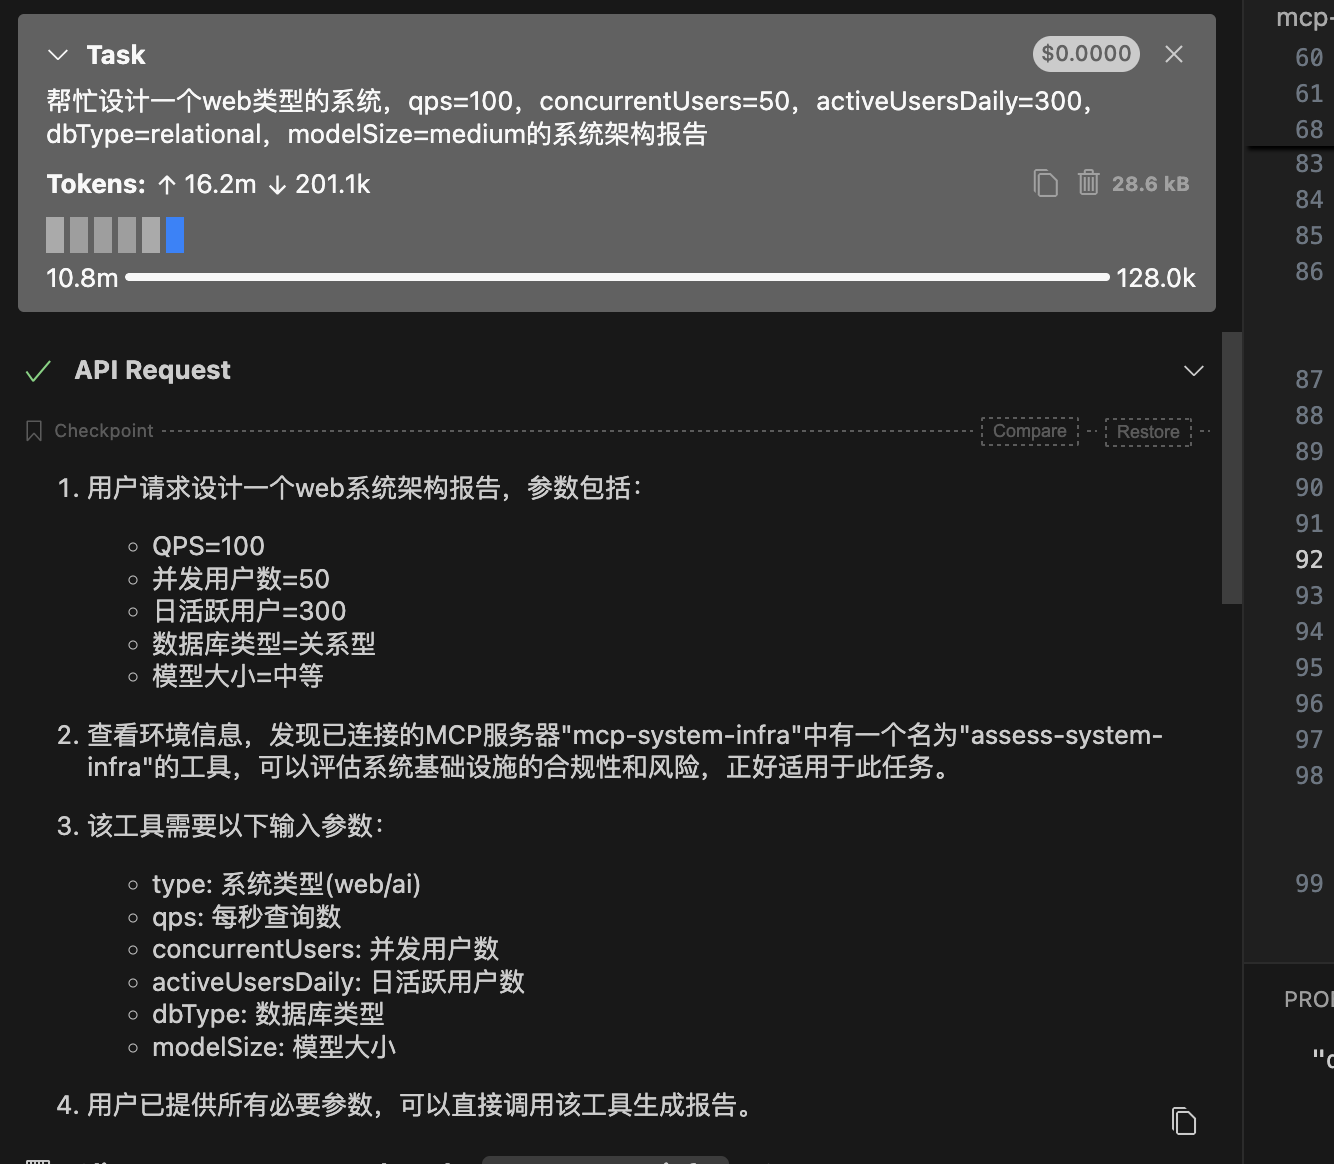 Task
$0.0000
帮忙设计一个web类型的系统，qps=100，concurrentUsers=50，activeUsersDaily=300，
dbType=relational，modelSize=medium的系统架构报告
Tokens: ↑ 16.2m ↓ 201.1k
28.6 kB
10.8m 128.0k
API Request
Checkpoint
Compare
Restore
1. 用户请求设计一个web系统架构报告，参数包括：
QPS=100
并发用户数=50
日活跃用户=300
数据库类型=关系型
模型大小=中等
2. 查看环境信息，发现已连接的MCP服务器"mcp-system-infra"中有一个名为"assess-system-
infra"的工具，可以评估系统基础设施的合规性和风险，正好适用于此任务。
3. 该工具需要以下输入参数：
type: 系统类型(web/ai)
qps: 每秒查询数
concurrentUsers: 并发用户数
activeUsersDaily: 日活跃用户数
dbType: 数据库类型
modelSize: 模型大小
4. 用户已提供所有必要参数，可以直接调用该工具生成报告。
mcp-
60
61
68
83
84
85
86
87
88
89
90
91
92
93
94
95
96
97
98
99